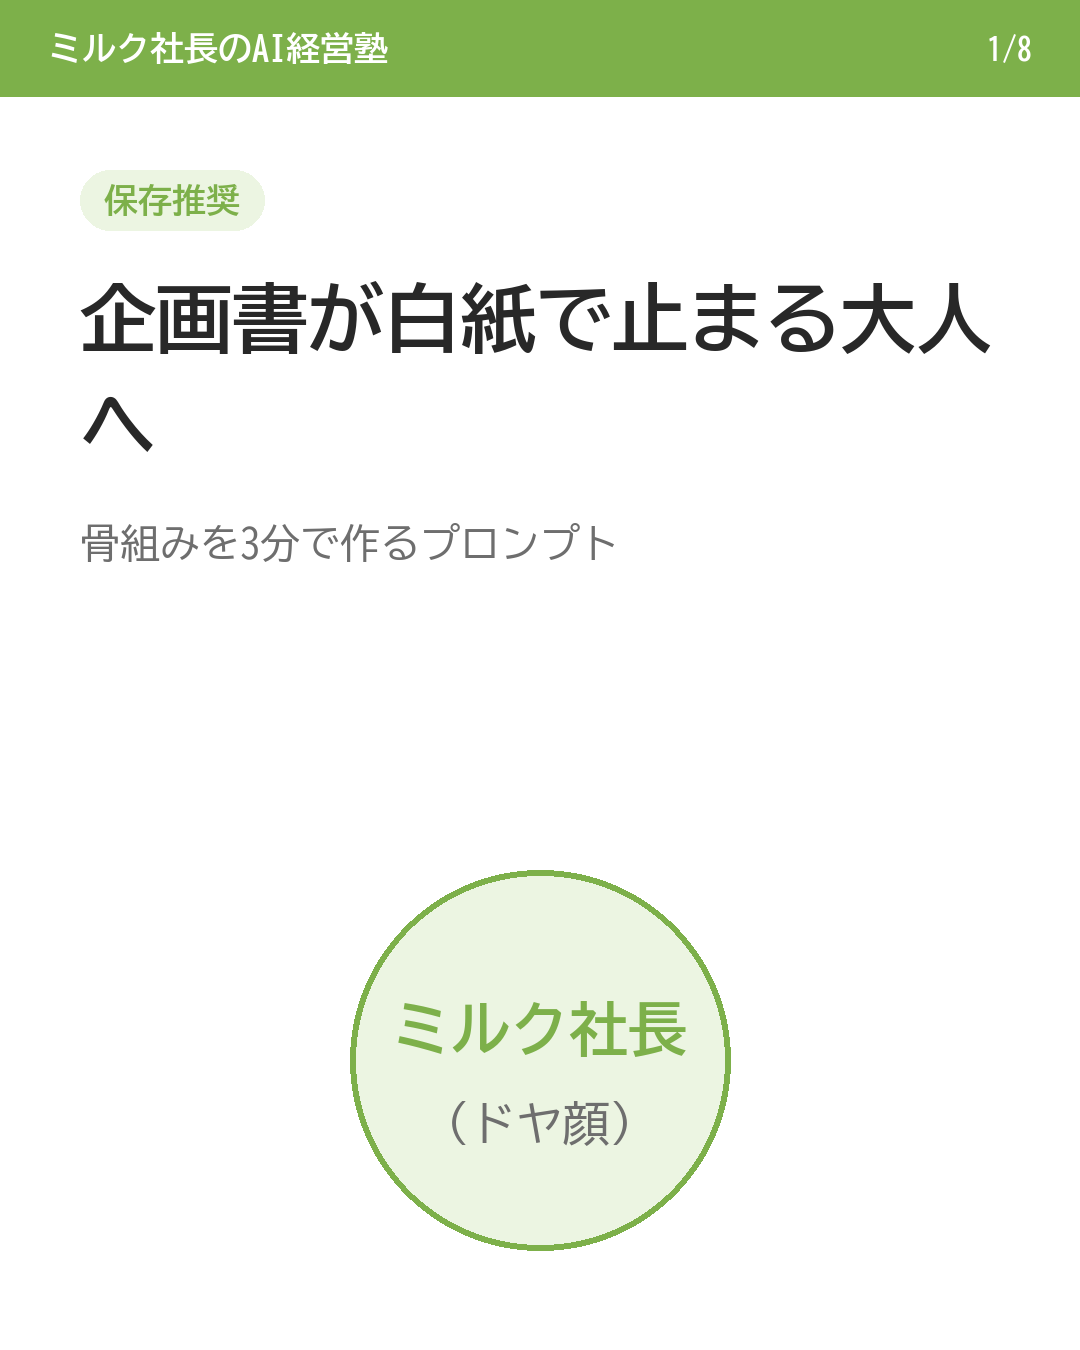 ミルク社長のAI経営塾
1/8
保存推奨
企画書が白紙で止まる大人
へ
骨組みを3分で作るプロンプト
ミルク社長
（ドヤ顔）